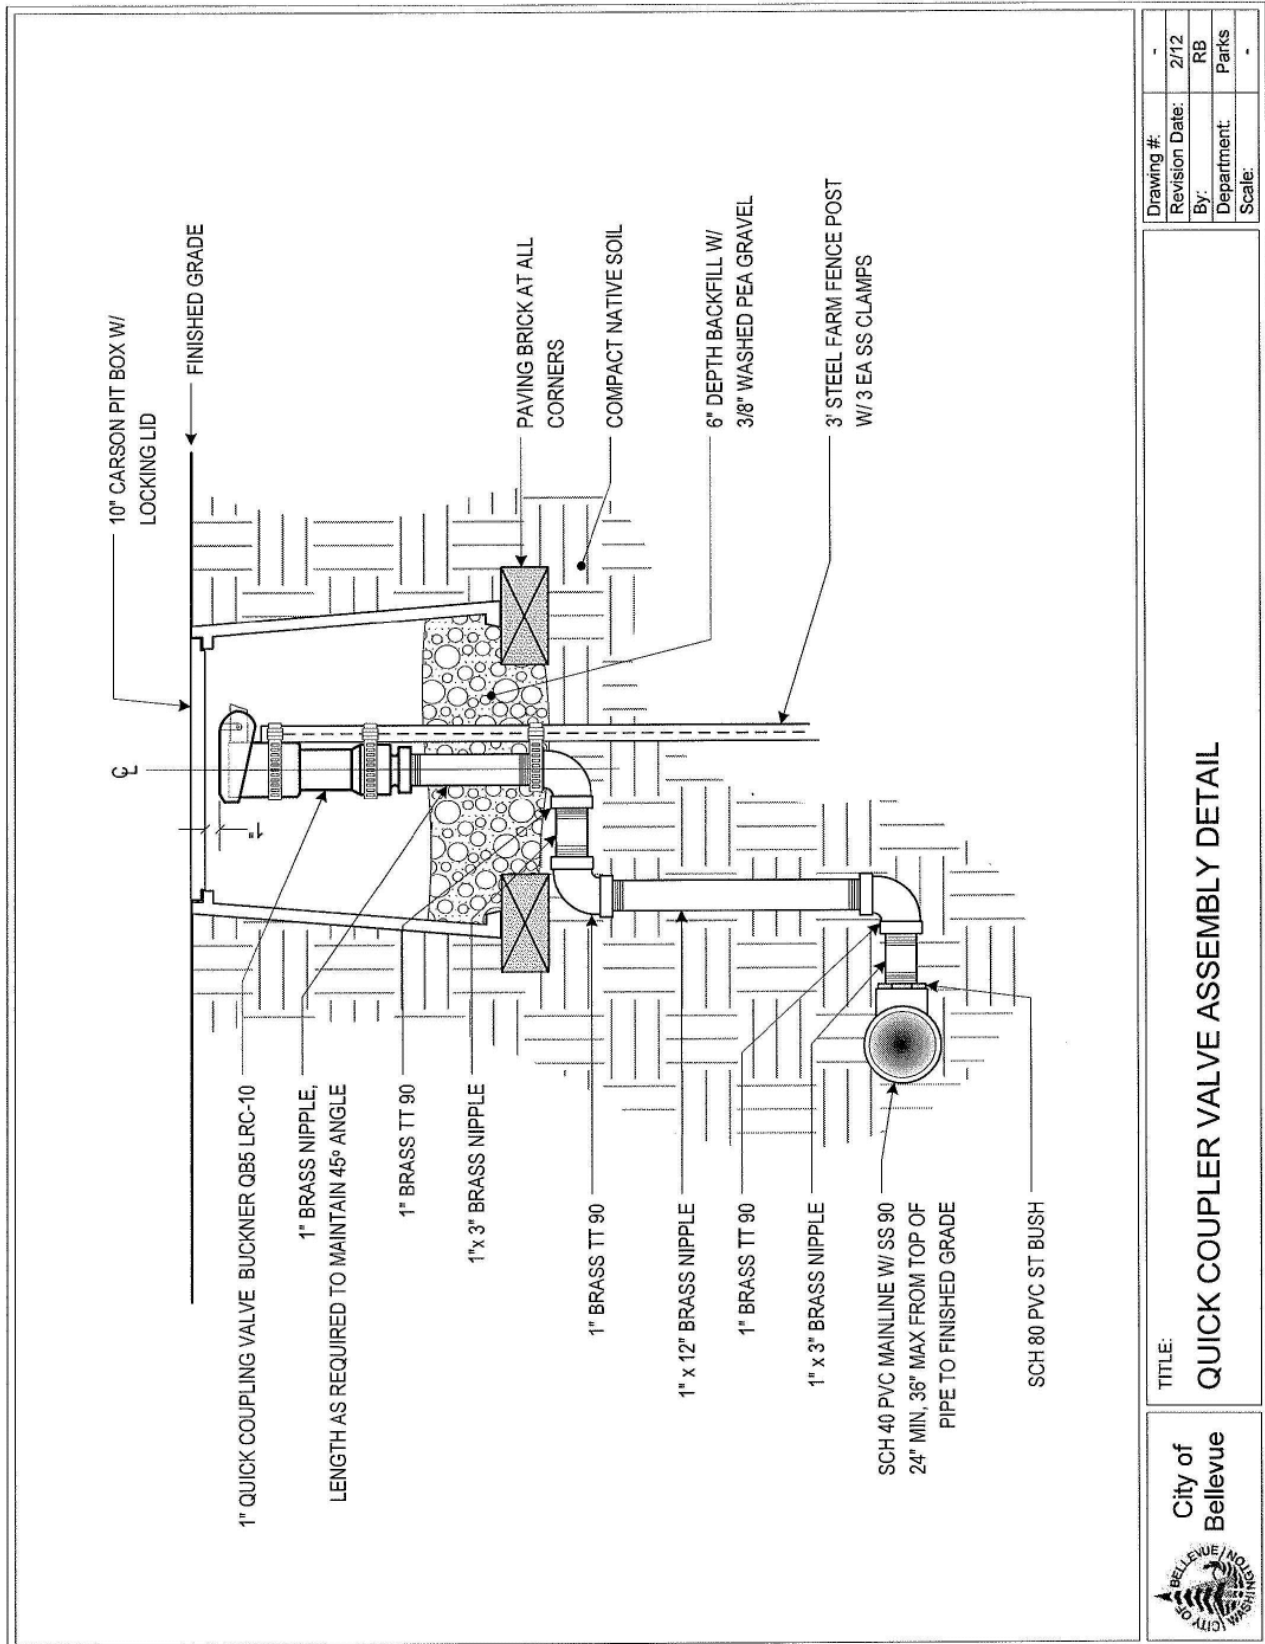 10" CARSON PIT BOX W/
LOCKING LID
FINISHED GRADE
CL
1"
PAVING BRICK AT ALL
CORNERS
COMPACT NATIVE SOIL
6" DEPTH BACKFILL W/
3/8" WASHED PEA GRAVEL
3' STEEL FARM FENCE POST
W/ 3 EA SS CLAMPS
1" QUICK COUPLING VALVE BUCKNER QB5 LRC-10
1" BRASS NIPPLE,
LENGTH AS REQUIRED TO MAINTAIN 45º ANGLE
1" BRASS TT 90
1"x 3" BRASS NIPPLE
1" BRASS TT 90
1" x 12" BRASS NIPPLE
1" BRASS TT 90
1" x 3" BRASS NIPPLE
SCH 40 PVC MAINLINE W/ SS 90
24" MIN, 36" MAX FROM TOP OF
PIPE TO FINISHED GRADE
SCH 80 PVC ST BUSH
CITY OF BELLEVUE
WASHINGTON
City of
Bellevue
TITLE:
QUICK COUPLER VALVE ASSEMBLY DETAIL
Drawing #: -
Revision Date: 2/12
By: RB
Department: Parks
Scale: -